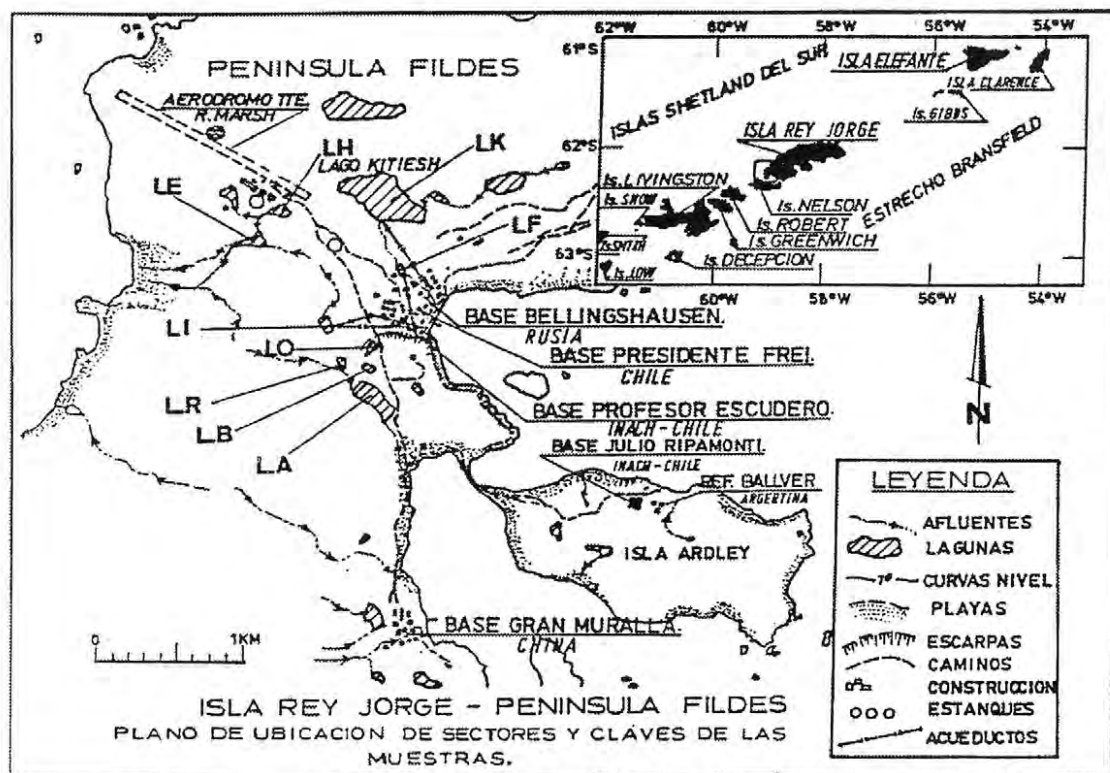 PENINSULA FILDES
AERODROMO TTE.
R. MARSH
LH
LAGO KITIESH
LK
LE
LF
LI
LO
LR
LB
LA
BASE BELLINGSHAUSEN.
RUSIA
BASE PRESIDENTE FREI.
CHILE
BASE PROFESOR ESCUDERO.
INACH-CHILE
BASE JULIO RIPAMONTI.
INACH-CHILE
REF. BALLVER
ARGENTINA
ISLA ARDLEY
BASE GRAN MURALLA.
CHINA
0 1KM
ISLA REY JORGE - PENINSULA FILDES
PLANO DE UBICACION DE SECTORES Y CLAVES DE LAS
MUESTRAS.
62°W 60°W 58°W 56°W 54°W
61°S
62°S
63°S
ISLAS SHETLAND DEL SUR
ISLA ELEFANTE
ISLA CLARENCE
Is. GIBBS
ISLA REY JORGE
Is. LIVINGSTON
Is. SNOW
Is. SMITH
Is. LOW
Is. NELSON
Is. ROBERT
Is. GREENWICH
Is. DECEPCION
ESTRECHO BRANSFIELD
60°W 58°W 56°W 54°W
N
LEYENDA
AFLUENTES
LAGUNAS
CURVAS NIVEL
PLAYAS
ESCARPAS
CAMINOS
CONSTRUCCION
ESTANQUES
ACUEDUCTOS